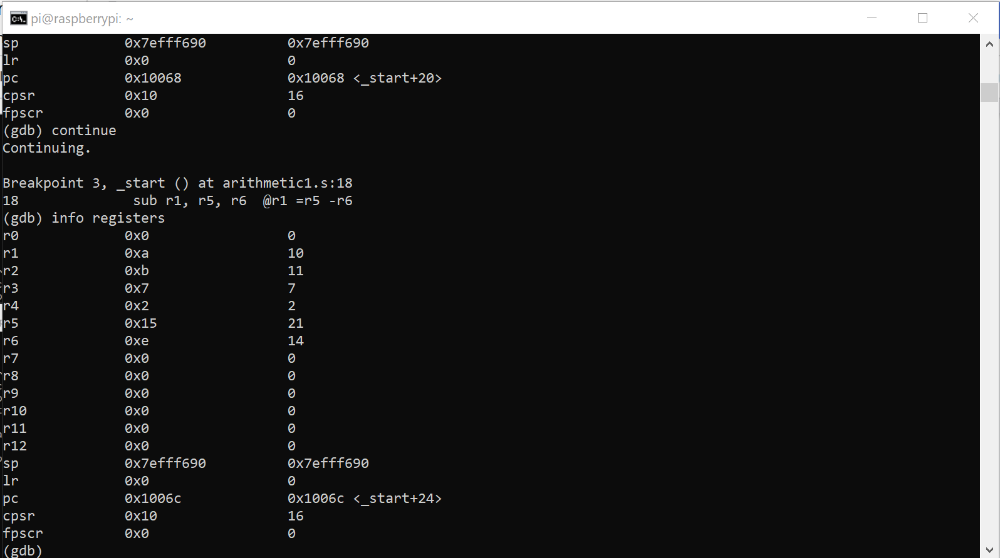 pi@raspberrypi: ~
sp 0x7efff690 0x7efff690
lr 0x0 0
pc 0x10068 0x10068 <_start+20>
cpsr 0x10 16
fpscr 0x0 0
(gdb) continue
Continuing.
Breakpoint 3, _start () at arithmetic1.s:18
18 sub r1, r5, r6 @r1 =r5 -r6
(gdb) info registers
r0 0x0 0
r1 0xa 10
r2 0xb 11
r3 0x7 7
r4 0x2 2
r5 0x15 21
r6 0xe 14
r7 0x0 0
r8 0x0 0
r9 0x0 0
r10 0x0 0
r11 0x0 0
r12 0x0 0
sp 0x7efff690 0x7efff690
lr 0x0 0
pc 0x1006c 0x1006c <_start+24>
cpsr 0x10 16
fpscr 0x0 0
(gdb)